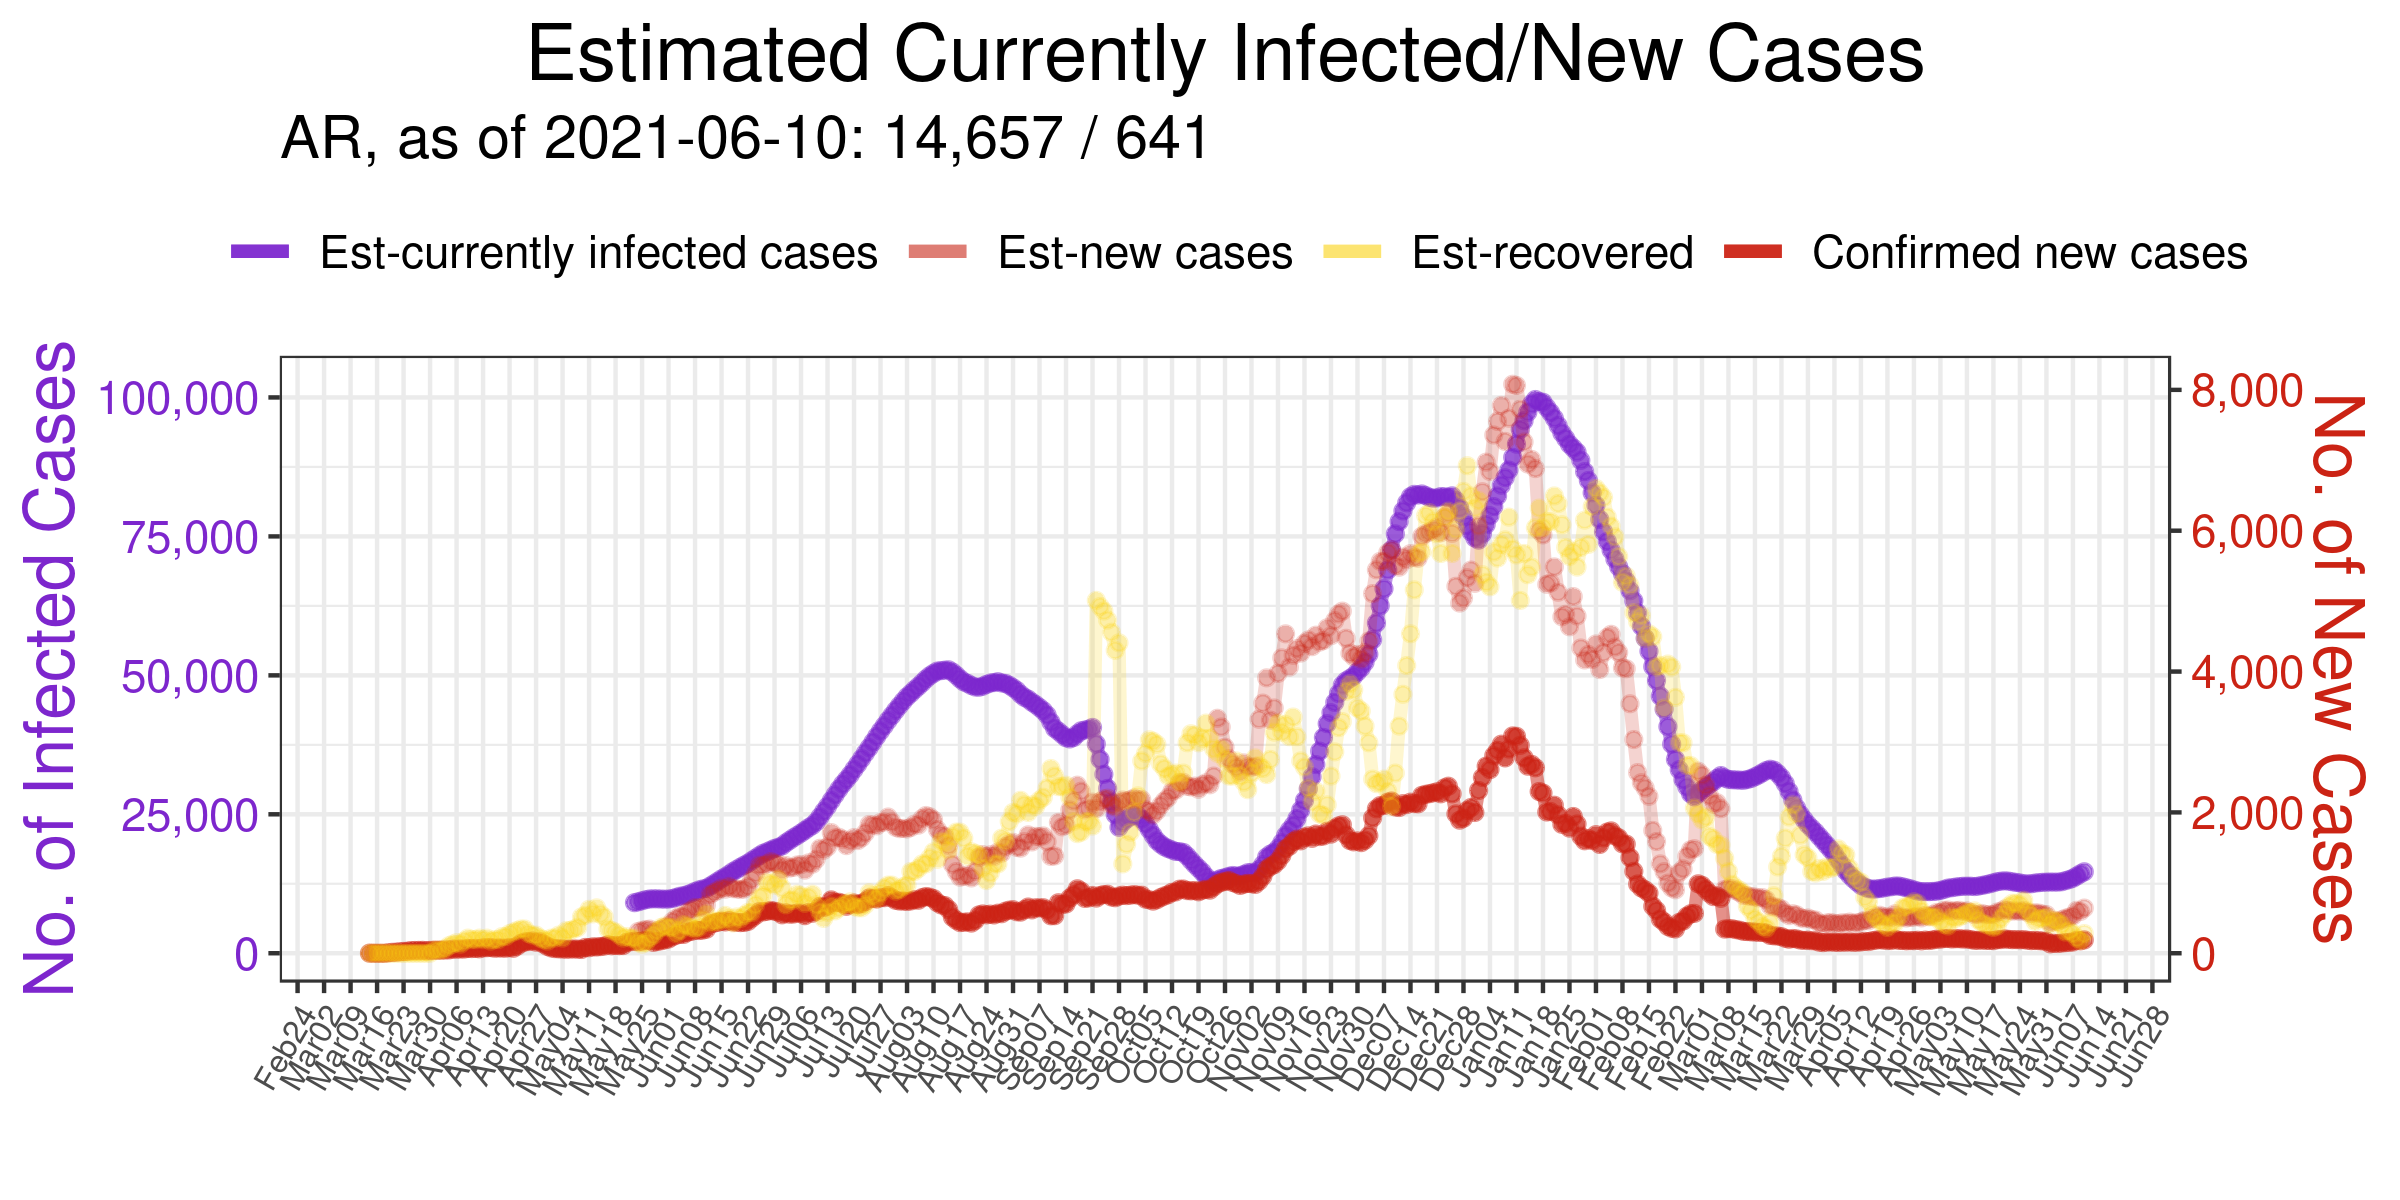 Estimated Currently Infected/New Cases
AR, as of 2021-06-10: 14,657 / 641
Est-currently infected cases Est-new cases Est-recovered Confirmed new cases
No. of Infected Cases
100,000
75,000
50,000
25,000
0
8,000
6,000
4,000
2,000
0
No. of New Cases
Feb24 Mar02 Mar09 Mar16 Mar23 Mar30 Apr06 Apr13 Apr20 Apr27 May04 May11 May18 May25 Jun01 Jun08 Jun15 Jun22 Jun29 Jul06 Jul13 Jul20 Jul27 Aug03 Aug10 Aug17 Aug24 Aug31 Sep07 Sep14 Sep21 Sep28 Oct05 Oct12 Oct19 Oct26 Nov02 Nov09 Nov16 Nov23 Nov30 Dec07 Dec14 Dec21 Dec28 Jan04 Jan11 Jan18 Jan25 Feb01 Feb08 Feb15 Feb22 Mar01 Mar08 Mar15 Mar22 Mar29 Apr05 Apr12 Apr19 Apr26 May03 May10 May17 May24 May31 Jun07 Jun14 Jun21 Jun28